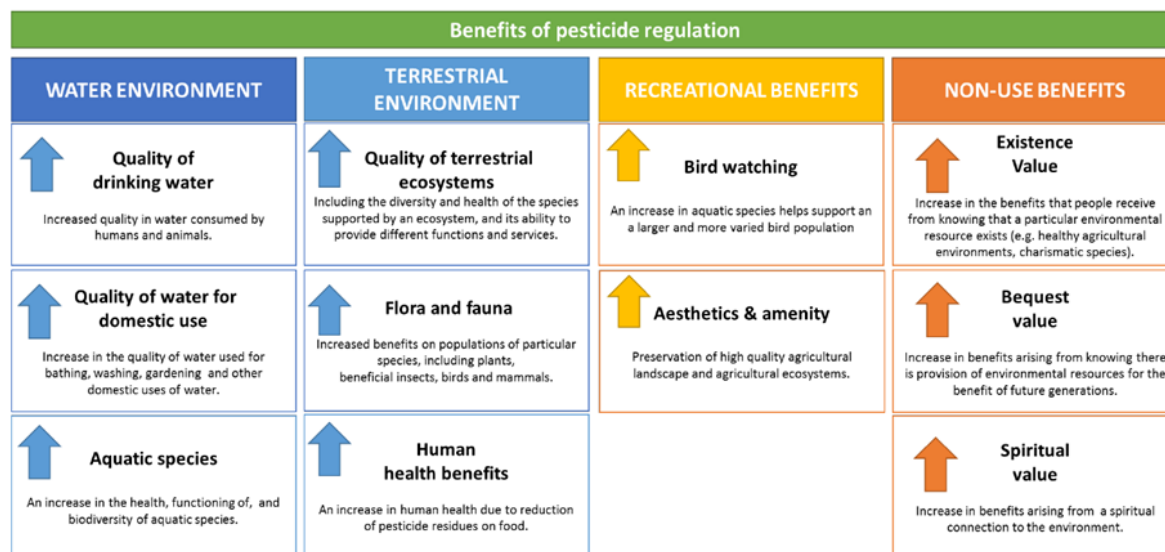 Benefits of pesticide regulation
WATER ENVIRONMENT
Quality of
drinking water
Increased quality in water consumed by
humans and animals.
Quality of water for
domestic use
Increase in the quality of water used for
bathing, washing, gardening and other
domestic uses of water.
Aquatic species
An increase in the health, functioning of, and
biodiversity of aquatic species.
TERRESTRIAL
ENVIRONMENT
Quality of terrestrial
ecosystems
Including the diversity and health of the species
supported by an ecosystem, and its ability to
provide different functions and services.
Flora and fauna
Increased benefits on populations of particular
species, including plants,
beneficial insects, birds and mammals.
Human
health benefits
An increase in human health due to reduction
of pesticide residues on food.
RECREATIONAL BENEFITS
Bird watching
An increase in aquatic species helps support an
a larger and more varied bird population
Aesthetics & amenity
Preservation of high quality agricultural
landscape and agricultural ecosystems.
NON-USE BENEFITS
Existence
Value
Increase in the benefits that people receive
from knowing that a particular environmental
resource exists (e.g. healthy agricultural
environments, charismatic species).
Bequest
value
Increase in benefits arising from knowing there
is provision of environmental resources for the
benefit of future generations.
Spiritual
value
Increase in benefits arising from a spiritual
connection to the environment.